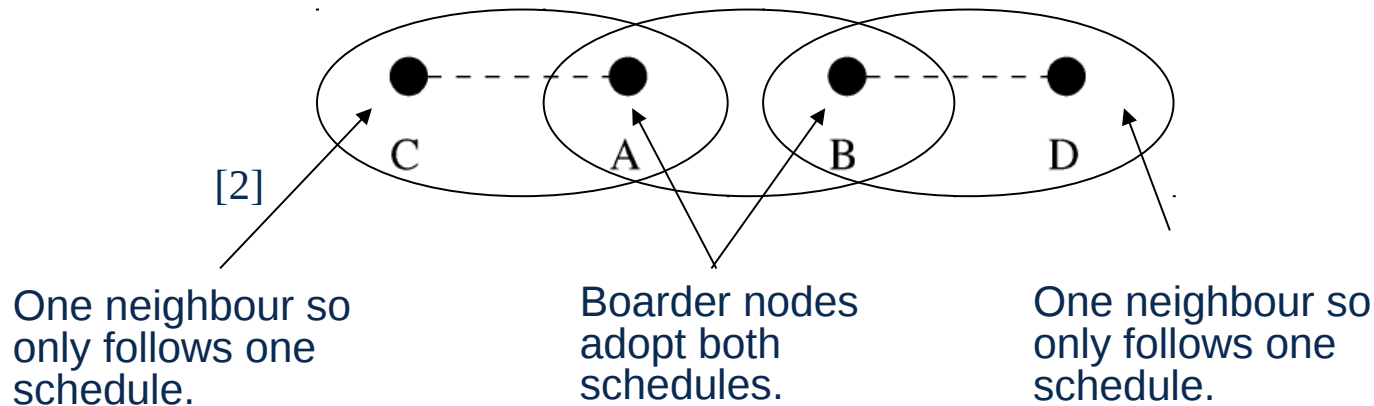 C A B D
[2]
One neighbour so
only follows one
schedule.
Boarder nodes
adopt both
schedules.
One neighbour so
only follows one
schedule.